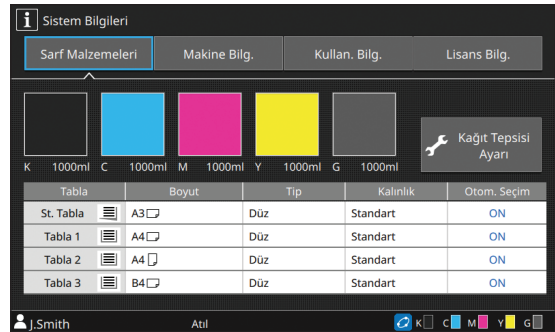 i Sistem Bilgileri
Sarf Malzemeleri Makine Bilg. Kullan. Bilg. Lisans Bilg.
Kağıt Tepsisi
Ayarı
K 1000ml C 1000ml M 1000ml Y 1000ml G 1000ml
Tabla Boyut Tip Kalınlık Otom. Seçim
St. Tabla A3 Düz Standart ON
Tabla 1 A4 Düz Standart ON
Tabla 2 A4 Düz Standart ON
Tabla 3 B4 Düz Standart ON
J.Smith Atıl K C M Y G